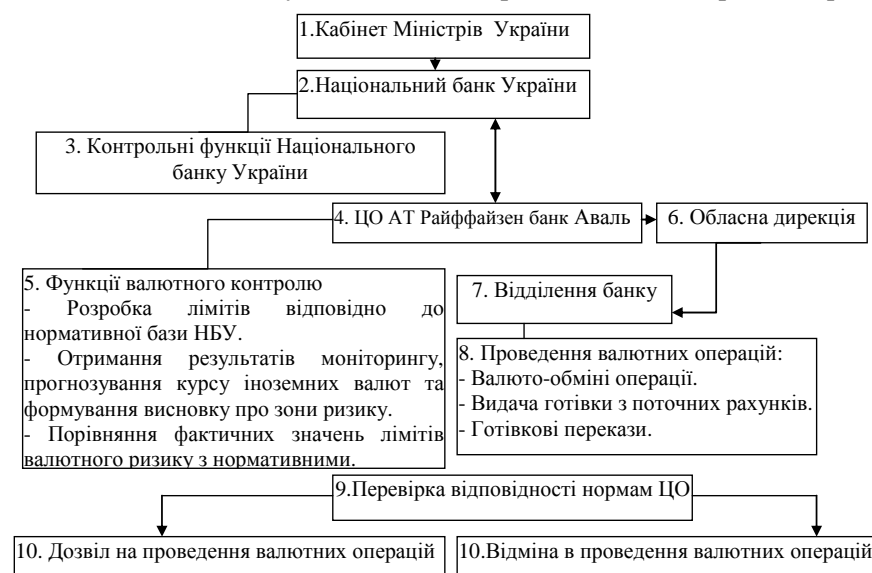 1.Кабінет Міністрів України
2.Національний банк України
3. Контрольні функції Національного
банку України
4. ЦО АТ Райффайзен банк Аваль
6. Обласна дирекція
5. Функції валютного контролю
- Розробка лімітів відповідно до
нормативної бази НБУ.
- Отримання результатів моніторингу,
прогнозування курсу іноземних валют та
формування висновку про зони ризику.
- Порівняння фактичних значень лімітів
валютного ризику з нормативними.
7. Відділення банку
8. Проведення валютних операцій:
- Валюто-обміні операції.
- Видача готівки з поточних рахунків.
- Готівкові перекази.
9.Перевірка відповідності нормам ЦО
10. Дозвіл на проведення валютних операцій
10.Відміна в проведення валютних операцій